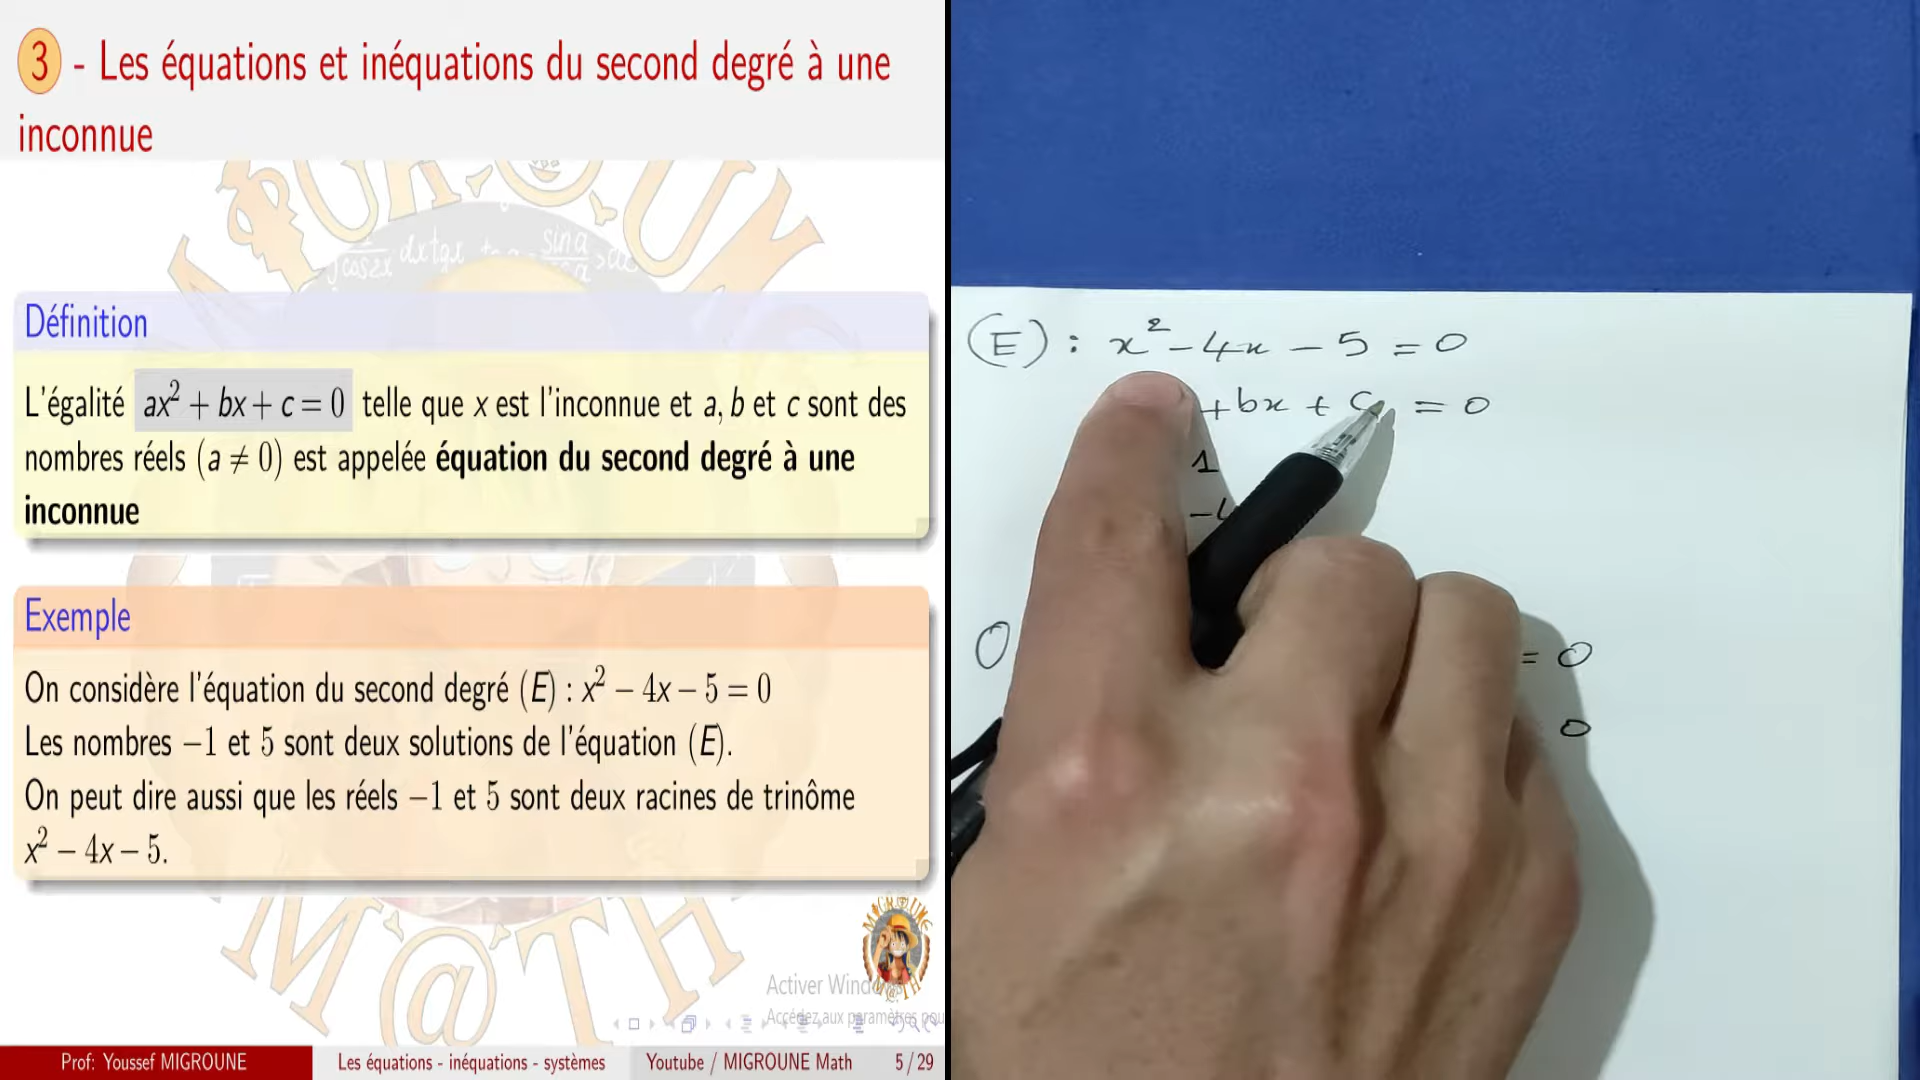 3 - Les équations et inéquations du second degré à une
inconnue
Définition
L'égalité ax² + bx + c = 0 telle que x est l'inconnue et a, b et c sont des
nombres réels (a ≠ 0) est appelée équation du second degré à une
inconnue
Exemple
On considère l'équation du second degré (E) : x² − 4x − 5 = 0
Les nombres −1 et 5 sont deux solutions de l'équation (E).
On peut dire aussi que les réels −1 et 5 sont deux racines de trinôme
x² − 4x − 5.
M@TH
Activer
Accédez aux paramètres
Prof: Youssef MIGROUNE
Les équations - inéquations - systèmes
Youtube / MIGROUNE Math
5 / 29
(E) : x² − 4x − 5 = 0
+ bx + c = 0
1
= 0
0